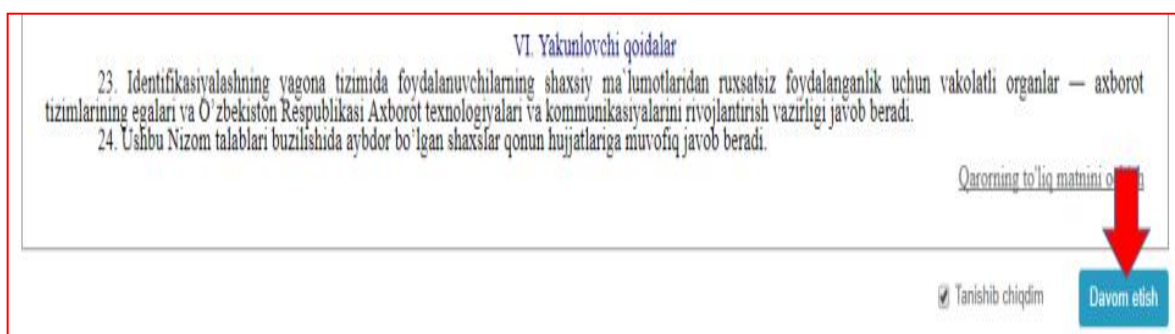 VI. Yakunlovchi qoidalar
23. Identifikasiyalashning yagona tizimida foydalanuvchilarning shaxsiy ma`lumotlaridan ruxsatsiz foydalanganlik uchun vakolatli organlar — axborot
tizimlarining egalari va O`zbekiston Respublikasi Axborot texnologiyalari va kommunikasiyalarini rivojlantirish vazirligi javob beradi.
24. Ushbu Nizom talablari buzilishida aybdor bo`lgan shaxslar qonun hujjatlariga muvofiq javob beradi.
Qarorning to`liq matnini
Tanishib chiqdim
Davom etish